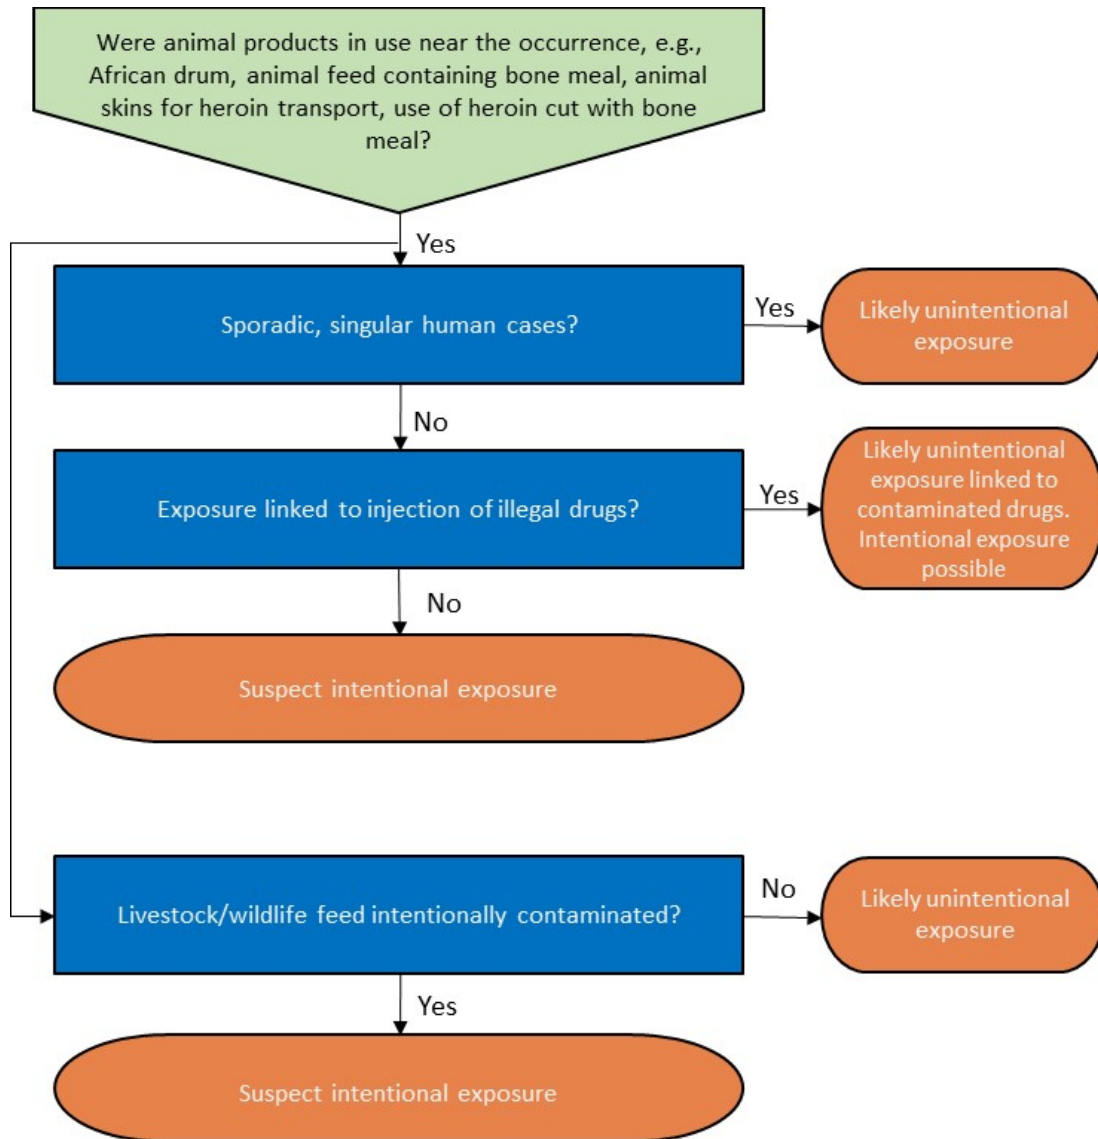 Were animal products in use near the occurrence, e.g.,
African drum, animal feed containing bone meal, animal
skins for heroin transport, use of heroin cut with bone
meal?
Yes
Sporadic, singular human cases?
Yes
Likely unintentional
exposure
No
Exposure linked to injection of illegal drugs?
Yes
Likely unintentional
exposure linked to
contaminated drugs.
Intentional exposure
possible
No
Suspect intentional exposure
Livestock/wildlife feed intentionally contaminated?
No
Likely unintentional
exposure
Yes
Suspect intentional exposure